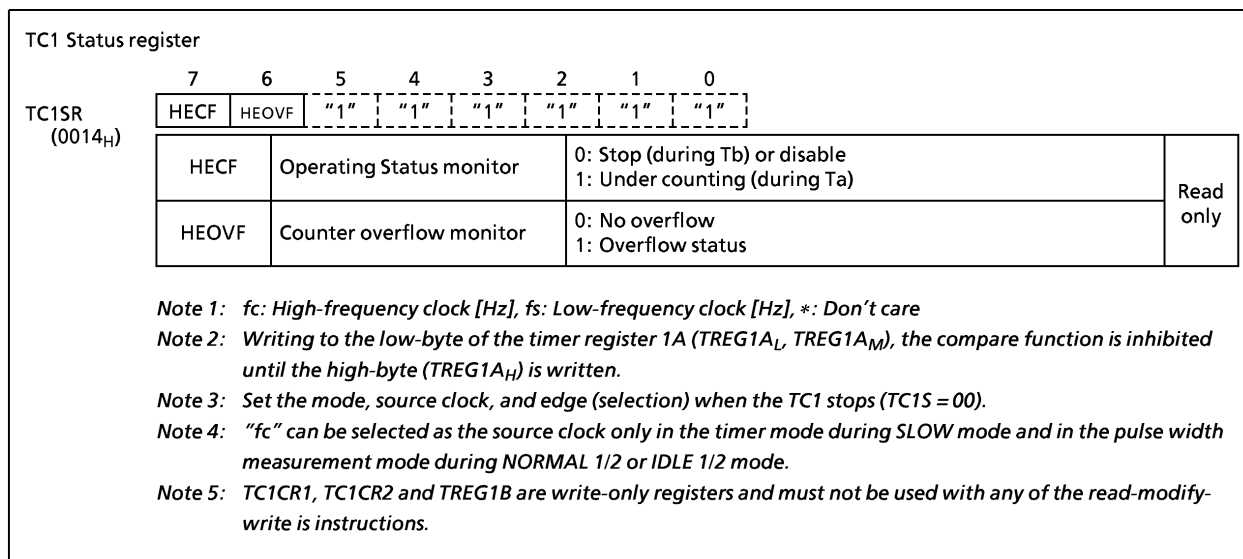 TC1 Status register
7 6 5 4 3 2 1 0
TC1SR HECF HEOVF “1” “1” “1” “1” “1” “1”
(0014H)
HECF Operating Status monitor 0: Stop (during Tb) or disable
1: Under counting (during Ta)
Read only
HEOVF Counter overflow monitor 0: No overflow
1: Overflow status
Note 1: fc: High-frequency clock [Hz], fs: Low-frequency clock [Hz], *: Don't care
Note 2: Writing to the low-byte of the timer register 1A (TREG1AL, TREG1AM), the compare function is inhibited
until the high-byte (TREG1AH) is written.
Note 3: Set the mode, source clock, and edge (selection) when the TC1 stops (TC1S = 00).
Note 4: "fc" can be selected as the source clock only in the timer mode during SLOW mode and in the pulse width
measurement mode during NORMAL 1/2 or IDLE 1/2 mode.
Note 5: TC1CR1, TC1CR2 and TREG1B are write-only registers and must not be used with any of the read-modify-
write is instructions.